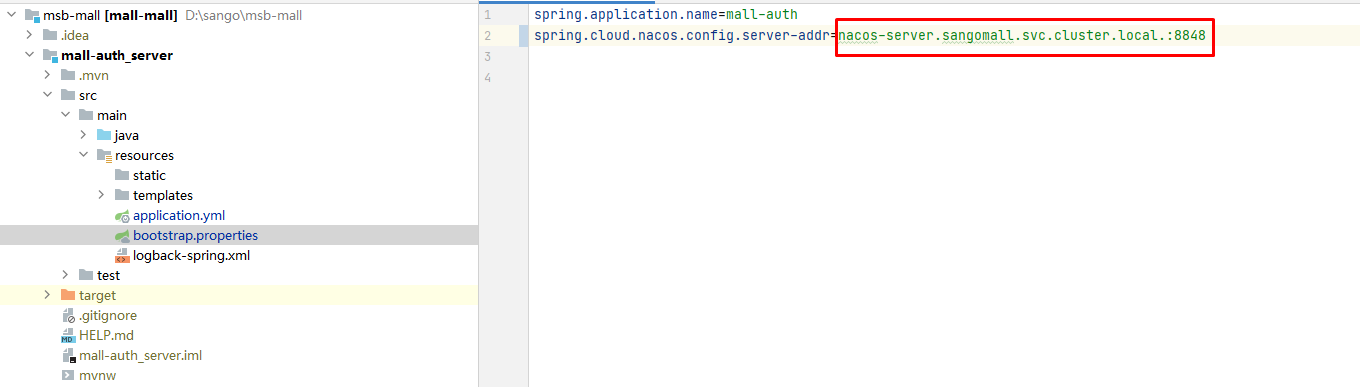 msb-mall [mall-mall] D:\sango\msb-mall
.idea
mall-auth_server
.mvn
src
main
java
resources
static
templates
application.yml
bootstrap.properties
logback-spring.xml
test
target
.gitignore
HELP.md
mall-auth_server.iml
mvnw
1 spring.application.name=mall-auth
2 spring.cloud.nacos.config.server-addr=nacos-server.sangomall.svc.cluster.local.:8848
3
4